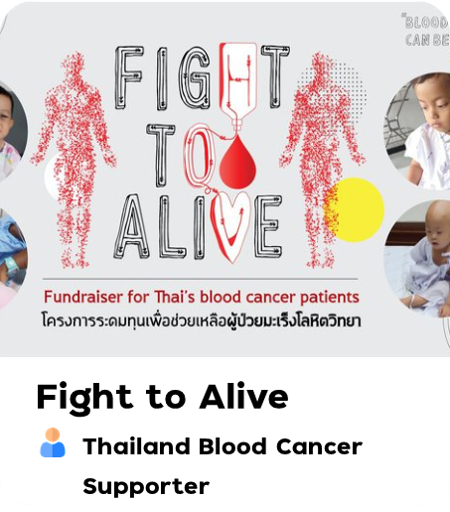 "BLOOD
CAN BE
FIGHT
TO
ALIVE
Fundraiser for Thai's blood cancer patients
โครงการระดมทุนเพื่อช่วยเหลือผู้ป่วยมะเร็งโลหิตวิทยา
Fight to Alive
Thailand Blood Cancer
Supporter